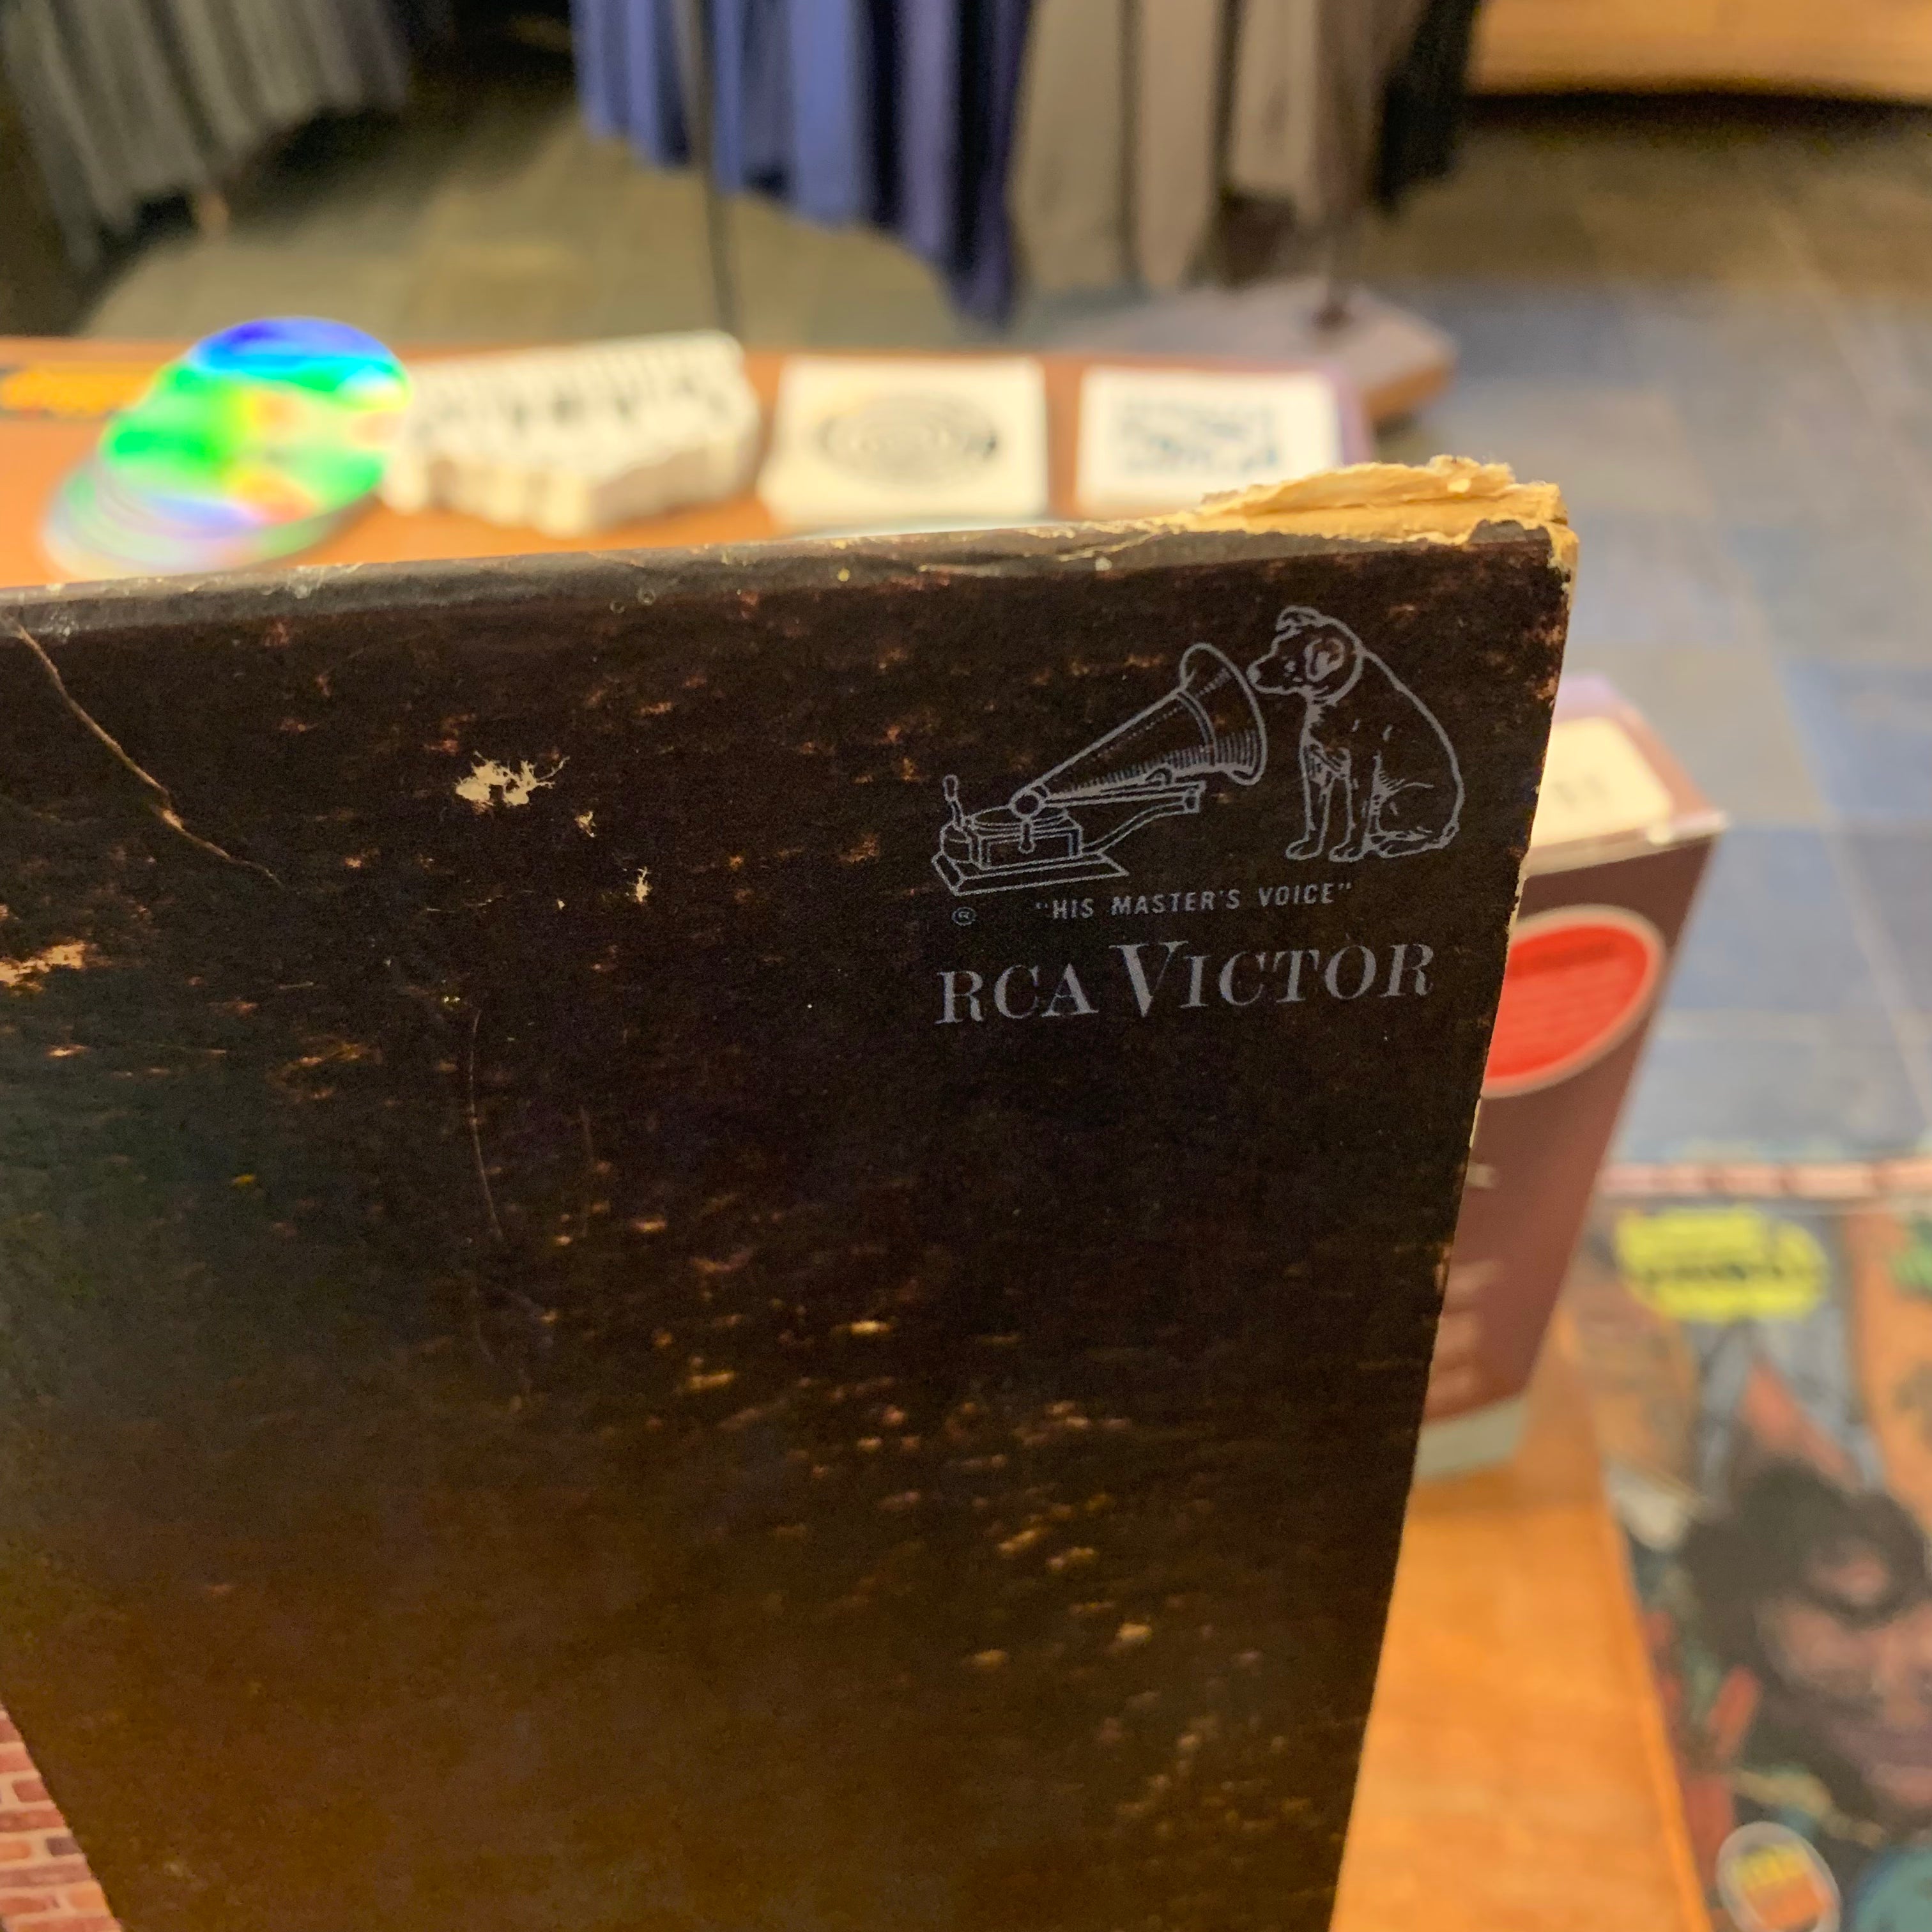 ®
"HIS MASTER'S VOICE"
RCA VICTOR